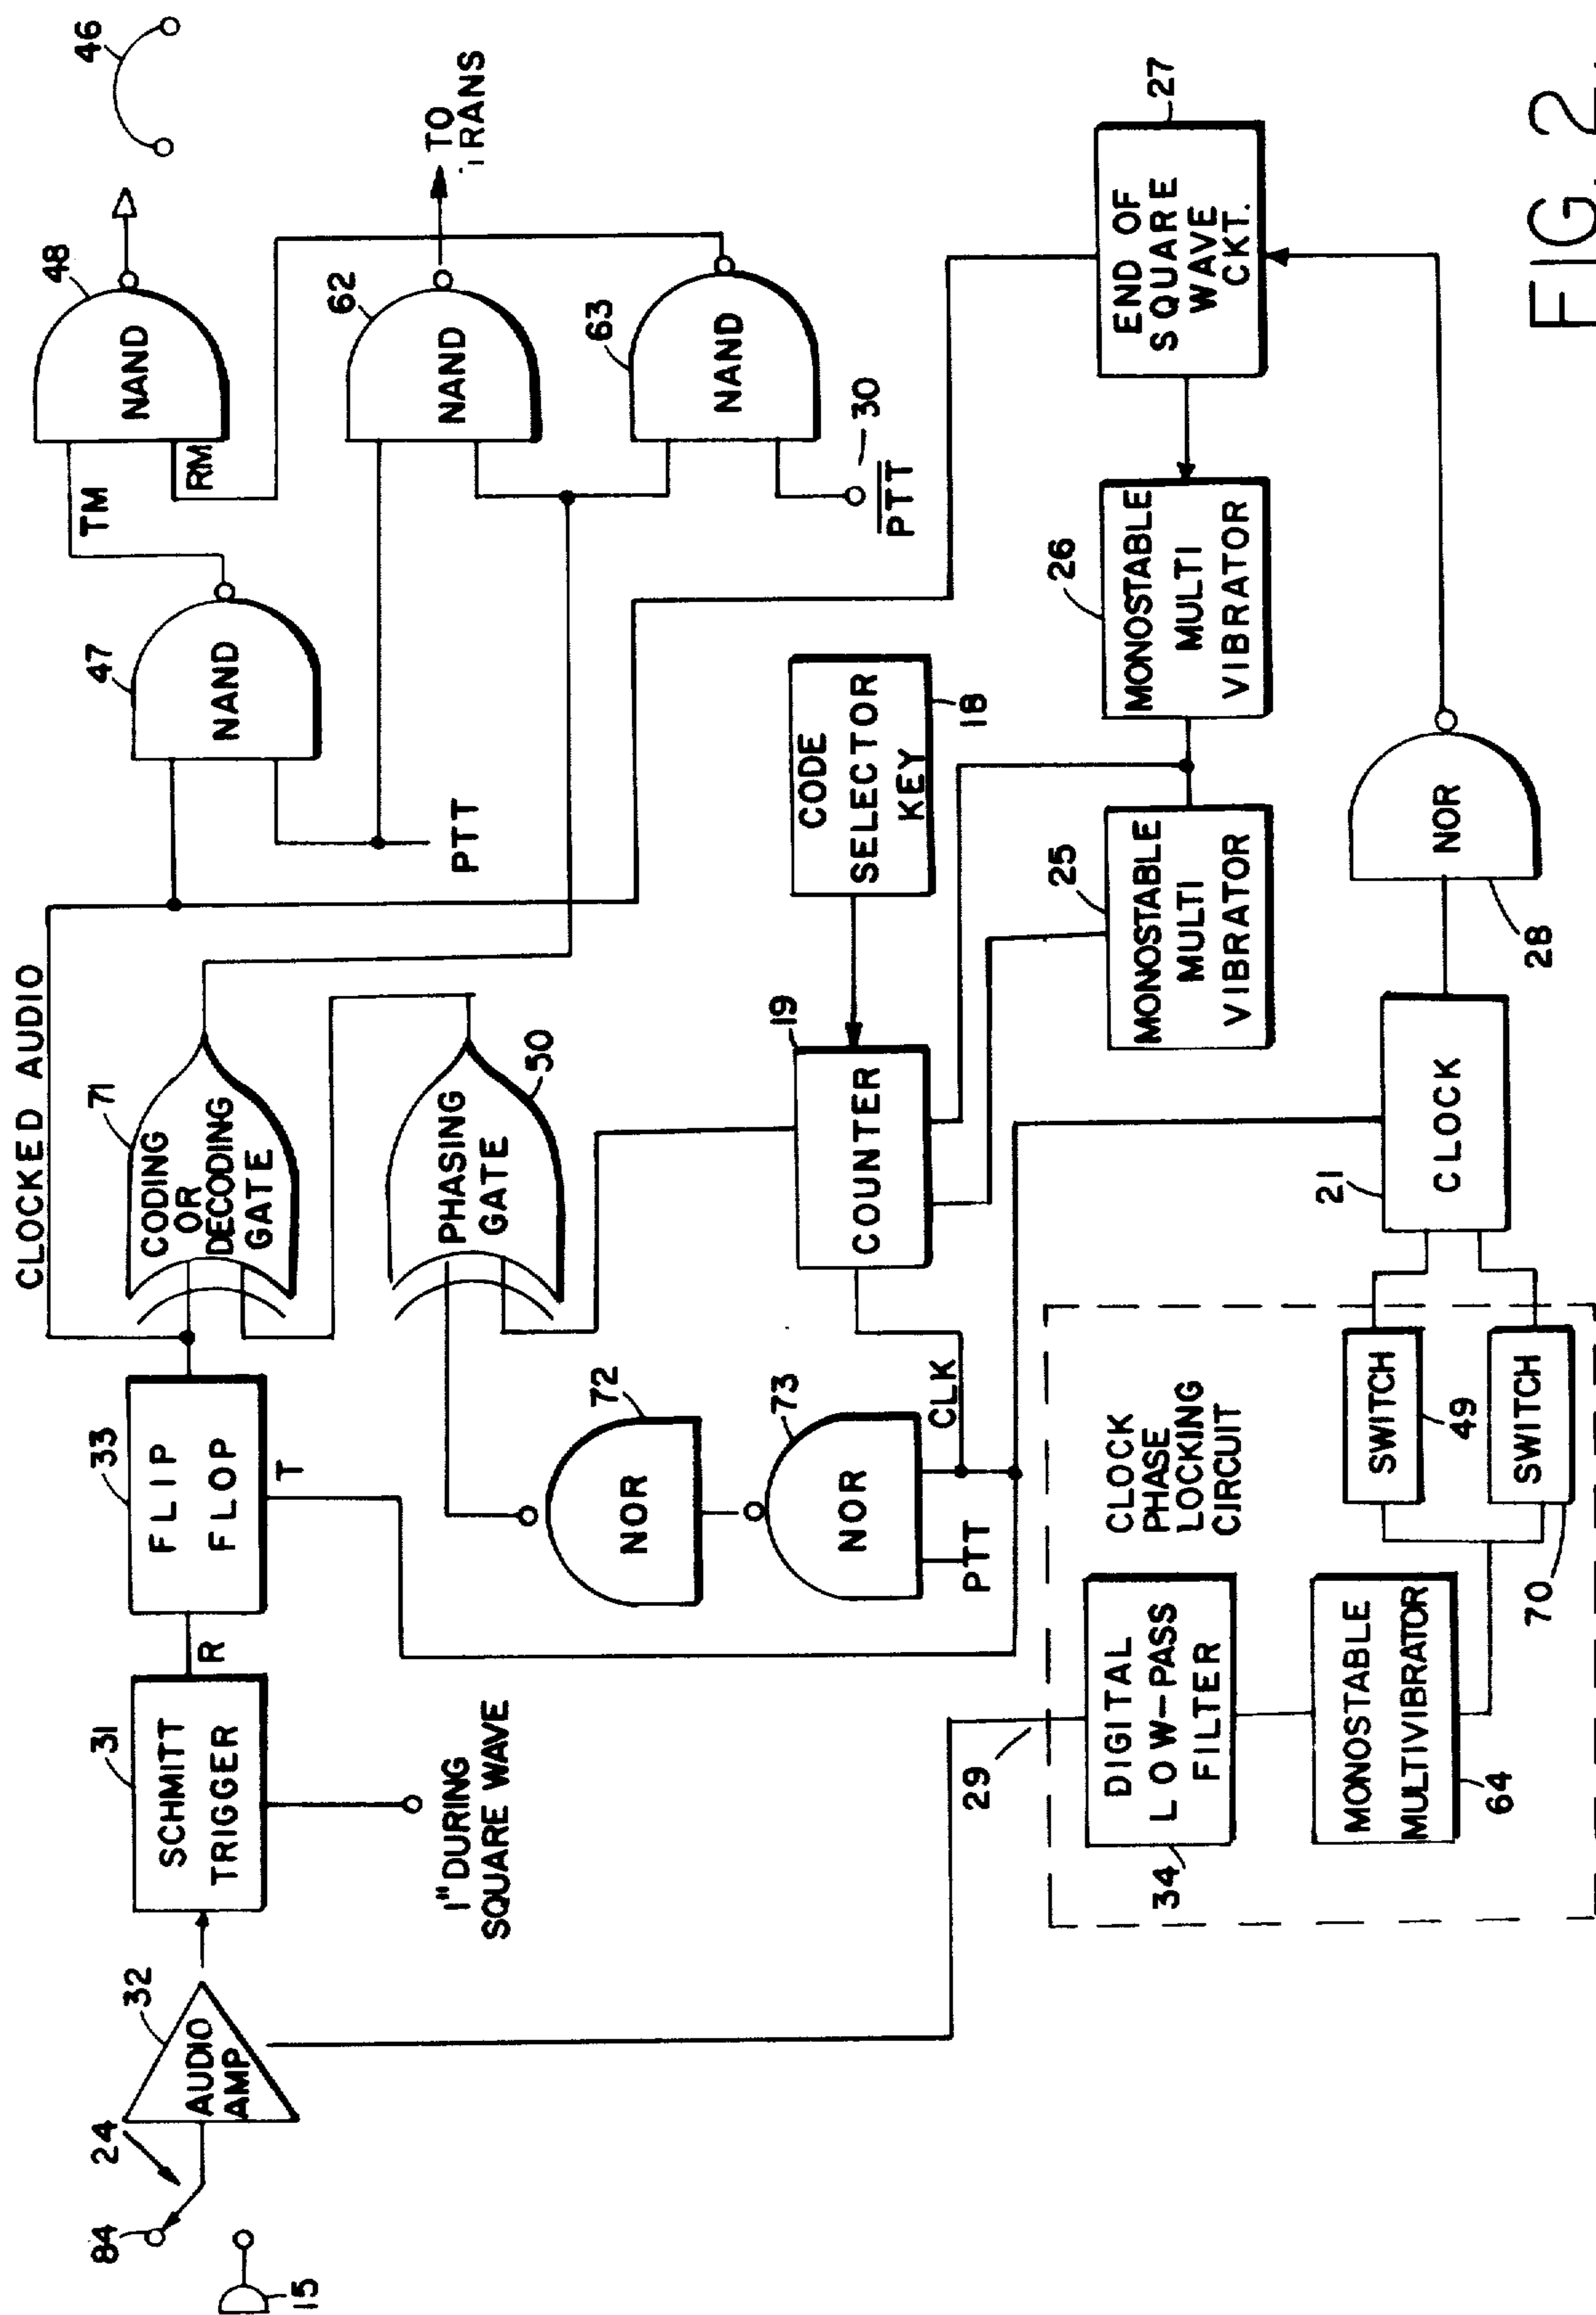 46
48
NAND
TM
RM
TO
TRANS
62
NAND
63
NAND
30
PTT
47
NAND
PTT
CLOCKED AUDIO
71
CODING
OR
DECODING
GATE
PHASING
GATE
50
33
FLIP
FLOP
T
R
31
SCHMITT
TRIGGER
1" DURING
SQUARE WAVE
32
AUDIO
AMP
24
84
15
72
NOR
73
NOR
CLK
PTT
19
COUNTER
CODE
SELECTOR
KEY
18
25
MONOSTABLE
MULTI
VIBRATOR
26
MONOSTABLE
MULTI
VIBRATOR
27
END OF
SQUARE
WAVE
CKT.
NOR
28
21
CLOCK
CLOCK
PHASE
LOCKING
CIRCUIT
SWITCH
49
SWITCH
70
29
DIGITAL
LOW-PASS
FILTER
34
MONOSTABLE
MULTIVIBRATOR
64
FIG. 2.